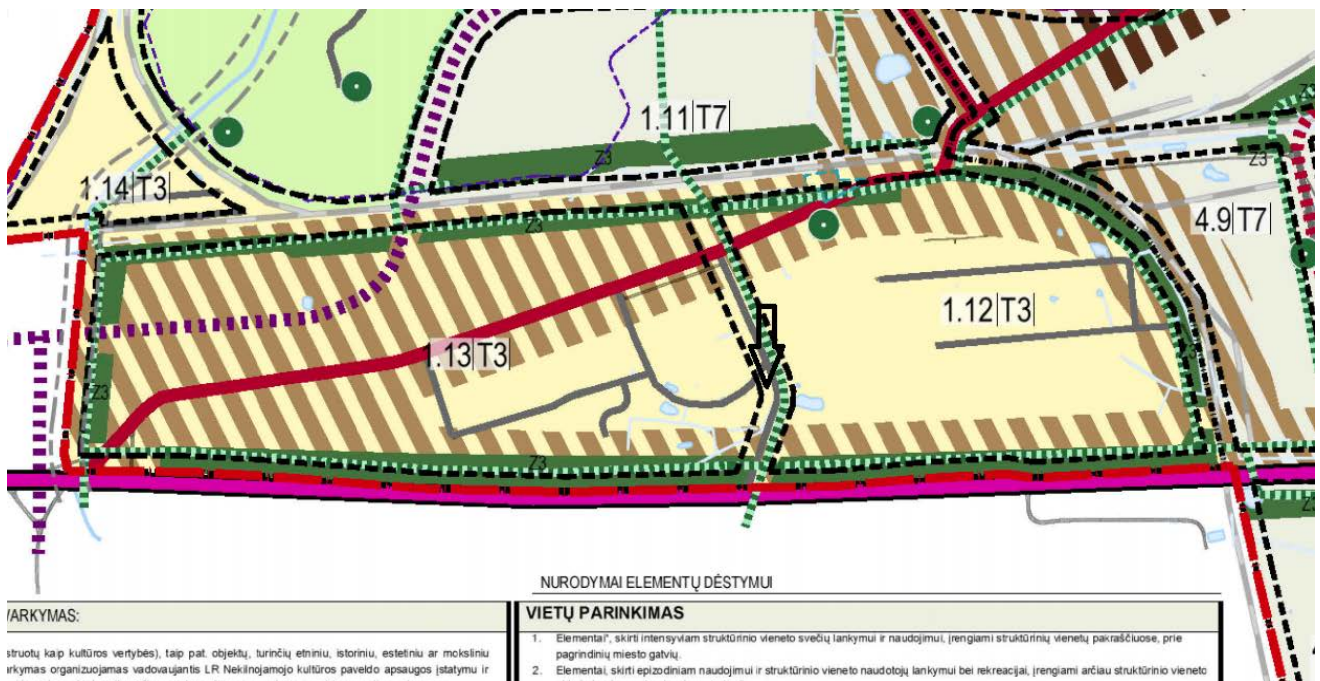 1.11|T7
Z3
Z3
1.14|T3
Z3
4.9|T7
1.12|T3
1.13|T3
Z3
Z3
Z3
NURODYMAI ELEMENTŲ DĖSTYMUI
VARKYMAS:
VIETŲ PARINKIMAS
struotų kaip kultūros vertybės), taip pat. objektų, turinčių etniniu, istoriniu, estetiniu ar moksliniu
arkymas organizuojamas vadovaujantis LR Nekilnojamojo kultūros paveldo apsaugos įstatymu ir
1. Elementai*, skirti intensyviam struktūrinio vieneto svečių lankymui ir naudojimui, įrengiami struktūrinių vienetų pakraščiuose, prie
pagrindinių miesto gatvių.
2. Elementai, skirti epizodiniam naudojimui ir struktūrinio vieneto naudotojų lankymui bei rekreacijai, įrengiami arčiau struktūrinio vieneto